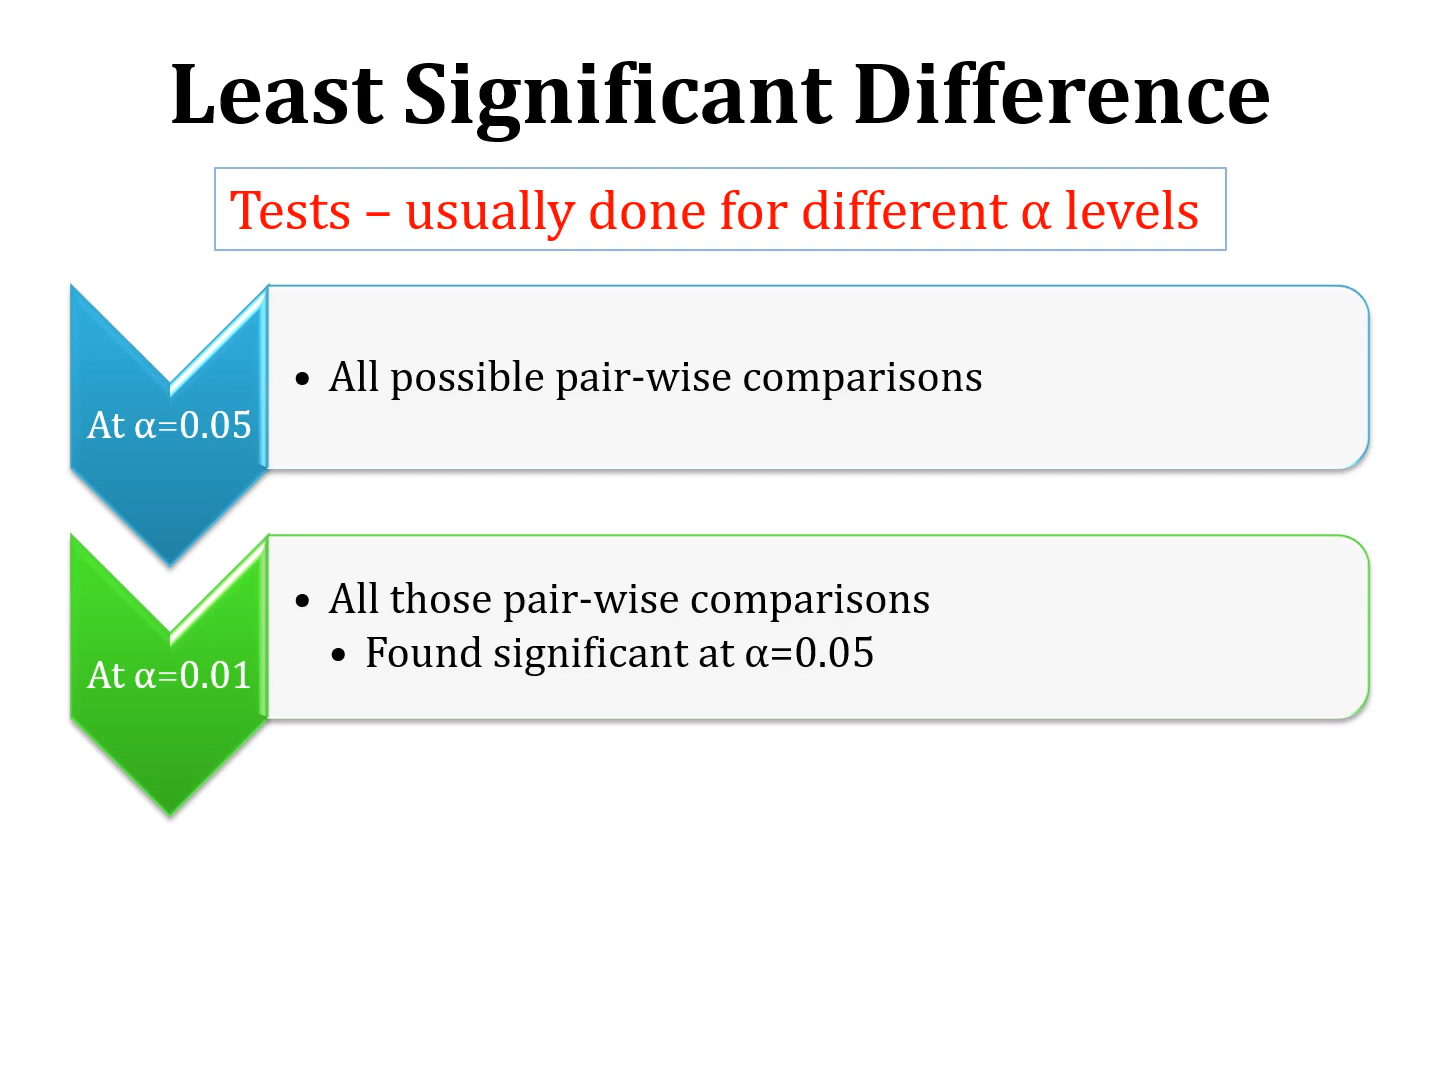 Least Significant Difference
Tests – usually done for different α levels
At α=0.05
• All possible pair-wise comparisons
At α=0.01
• All those pair-wise comparisons
• Found significant at α=0.05